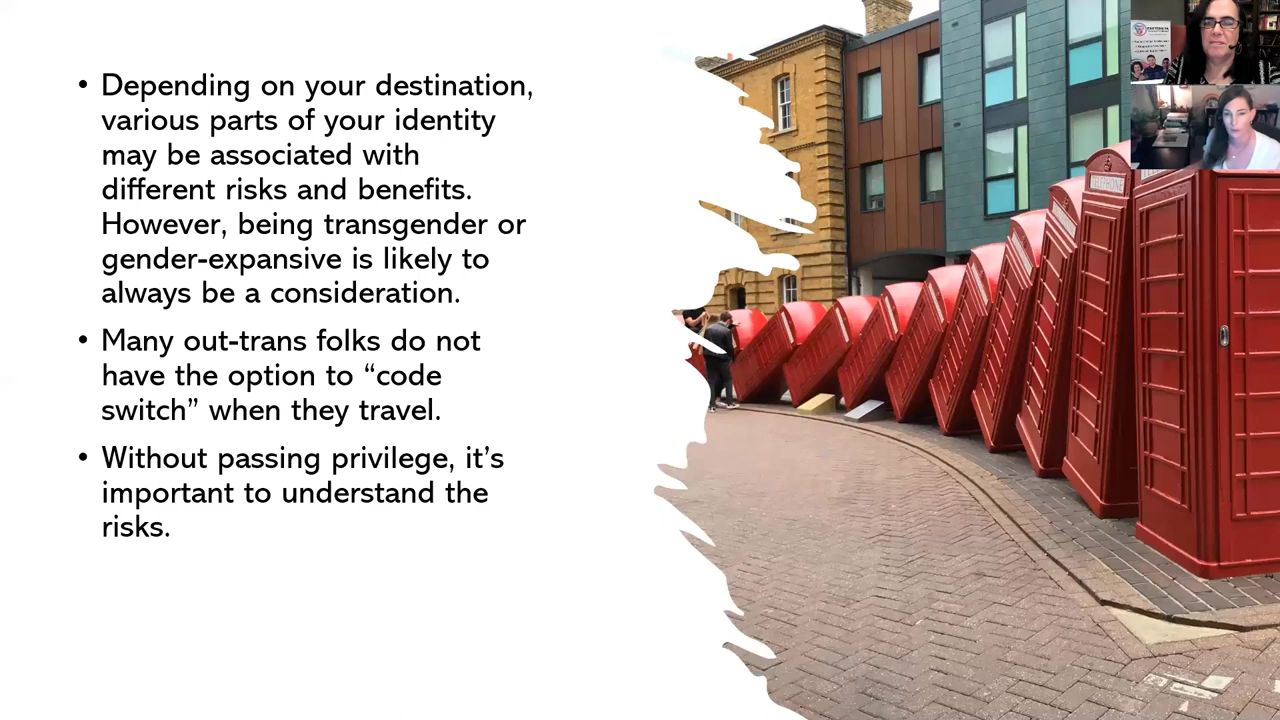 • Depending on your destination,
various parts of your identity
may be associated with
different risks and benefits.
However, being transgender or
gender-expansive is likely to
always be a consideration.
• Many out-trans folks do not
have the option to “code
switch” when they travel.
• Without passing privilege, it’s
important to understand the
risks.
TELEPHONE